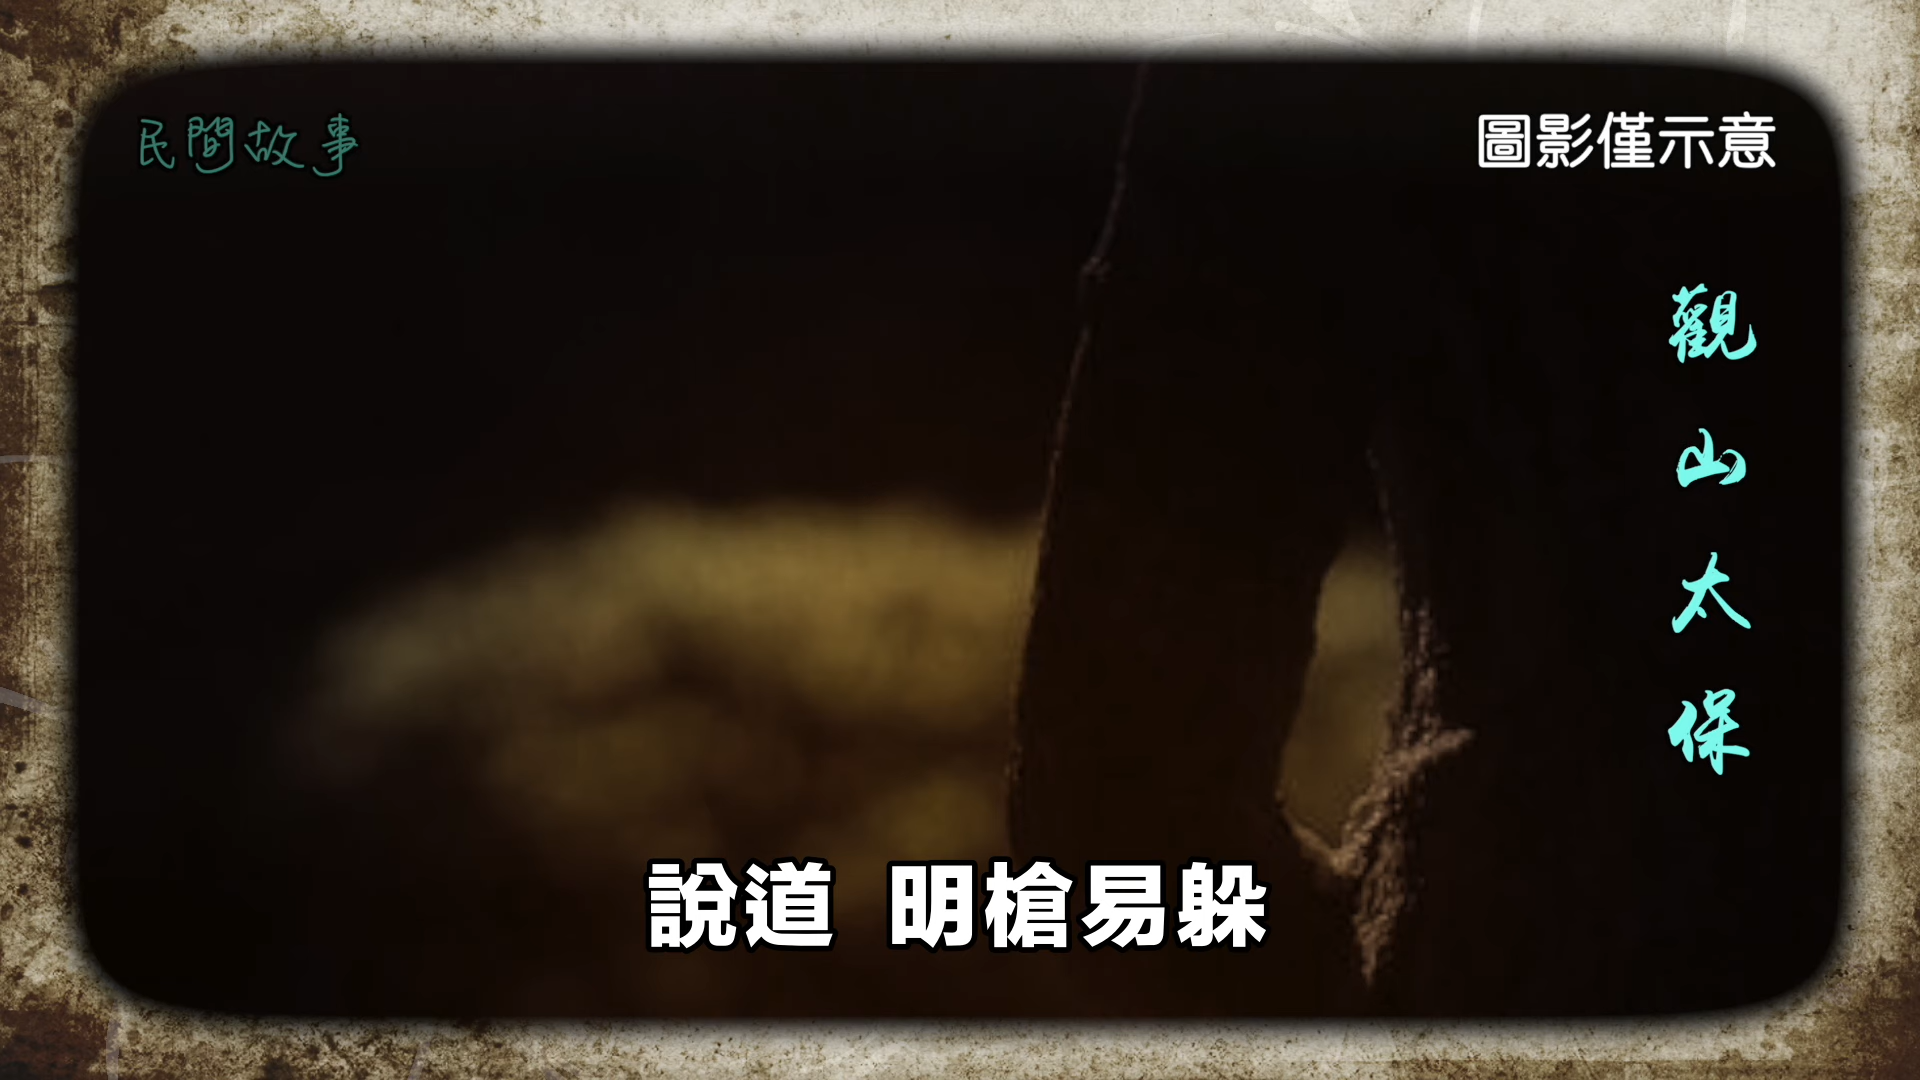 民間故事
圖影僅示意
觀山太保
說道 明槍易躲